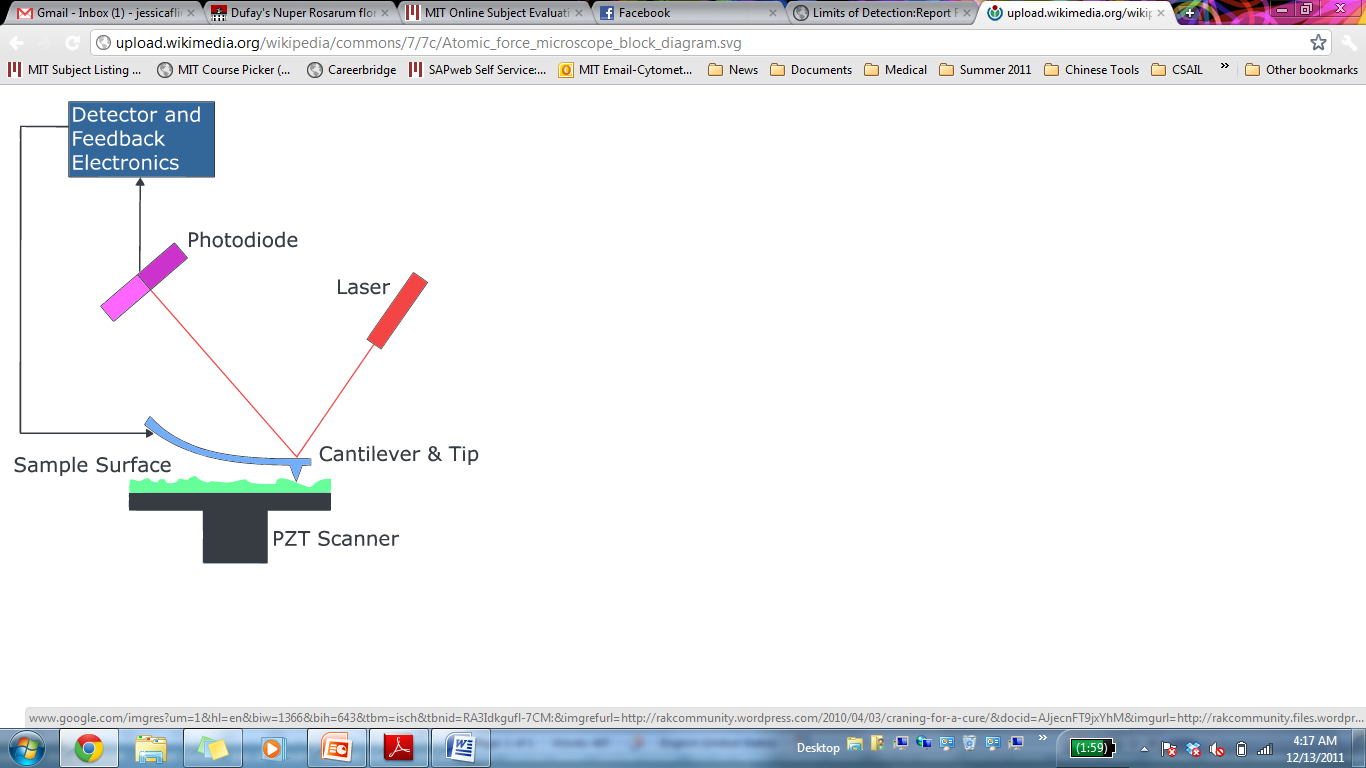 Gmail - Inbox (1) - jessicafli
Dufay's Nuper Rosarum flor
MIT Online Subject Evaluati
Facebook
Limits of Detection:Report F
upload.wikimedia.org/wikip
upload.wikimedia.org/wikipedia/commons/7/7c/Atomic_force_microscope_block_diagram.svg
MIT Subject Listing ...
MIT Course Picker (...
Careerbridge
SAPweb Self Service:...
MIT Email-Cytomet...
News
Documents
Medical
Summer 2011
Chinese Tools
CSAIL
Other bookmarks
Detector and
Feedback
Electronics
Photodiode
Laser
Cantilever & Tip
Sample Surface
PZT Scanner
www.google.com/imgres?um=1&hl=en&biw=1366&bih=643&tbm=isch&tbnid=RA3Idkgufl-7CM:&imgrefurl=http://rakcommunity.wordpress.com/2010/04/03/craning-for-a-cure/&docid=AJjecnFT9jxYhM&imgurl=http://rakcommunity.files.wordpr...
Desktop
(1:59)
4:17 AM
12/13/2011